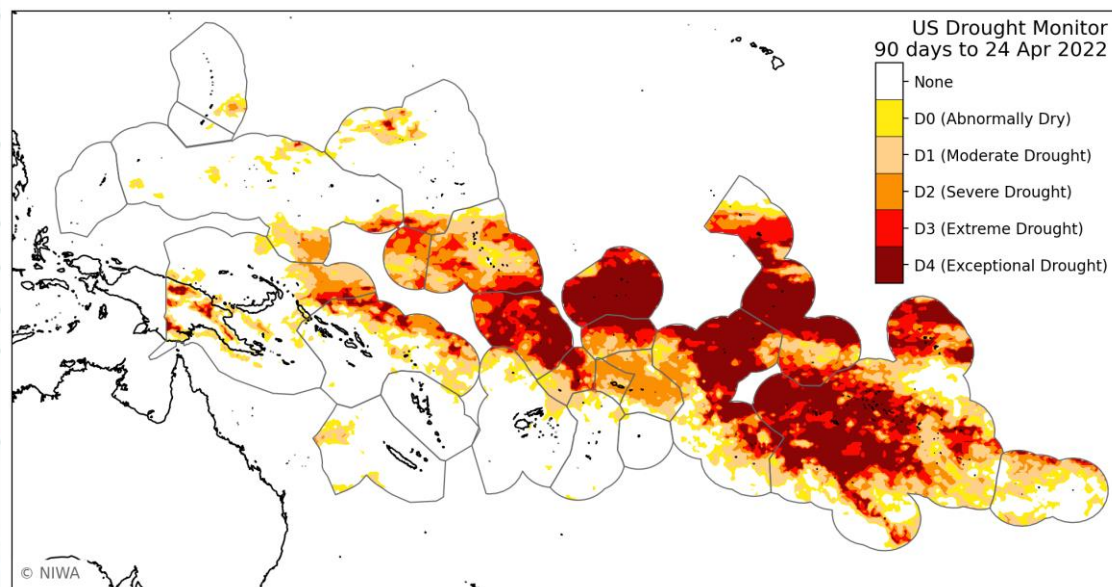 US Drought Monitor
90 days to 24 Apr 2022
None
D0 (Abnormally Dry)
D1 (Moderate Drought)
D2 (Severe Drought)
D3 (Extreme Drought)
D4 (Exceptional Drought)
© NIWA